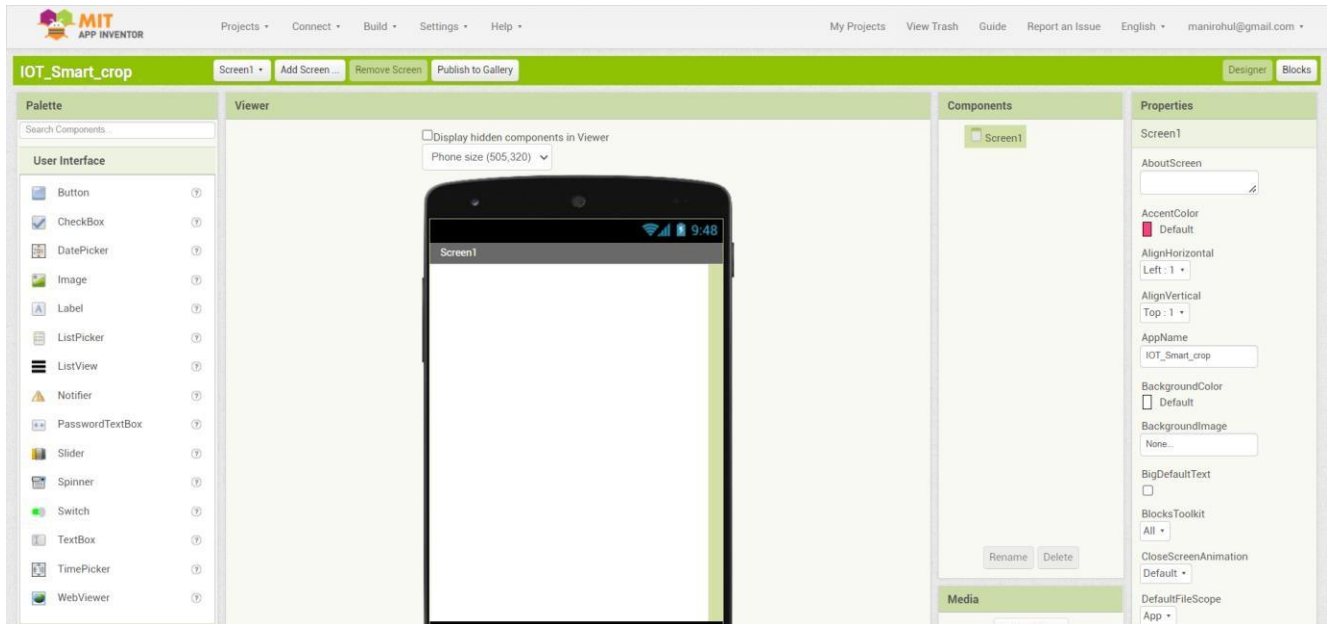 MIT
APP INVENTOR
Projects
Connect
Build
Settings
Help
My Projects
View Trash
Guide
Report an Issue
English
manirohul@gmail.com
IOT_Smart_crop
Screen1
Add Screen ...
Remove Screen
Publish to Gallery
Designer
Blocks
Palette
Search Components...
User Interface
Button
CheckBox
DatePicker
Image
Label
ListPicker
ListView
Notifier
PasswordTextBox
Slider
Spinner
Switch
TextBox
TimePicker
WebViewer
Viewer
Display hidden components in Viewer
Phone size (505,320)
9:48
Screen1
Components
Screen1
Rename
Delete
Media
Properties
Screen1
AboutScreen
AccentColor
Default
AlignHorizontal
Left : 1
AlignVertical
Top : 1
AppName
IOT_Smart_crop
BackgroundColor
Default
BackgroundImage
None...
BigDefaultText
BlocksToolkit
All
CloseScreenAnimation
Default
DefaultFileScope
App